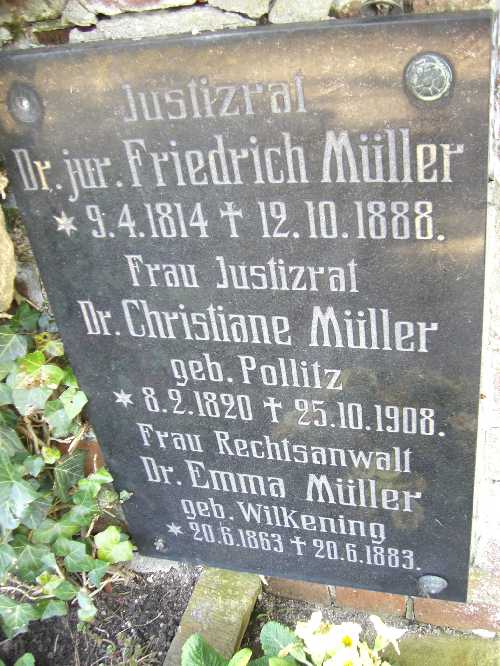 Justizrat
Dr. jur. Friedrich Müller
* 9.4.1814 † 12.10.1888.
Frau Justizrat
Dr. Christiane Müller
geb. Pollitz
* 8.2.1820 † 25.10.1908.
Frau Rechtsanwalt
Dr. Emma Müller
geb. Wilkening
* 20.6.1863 † 20.6.1883.